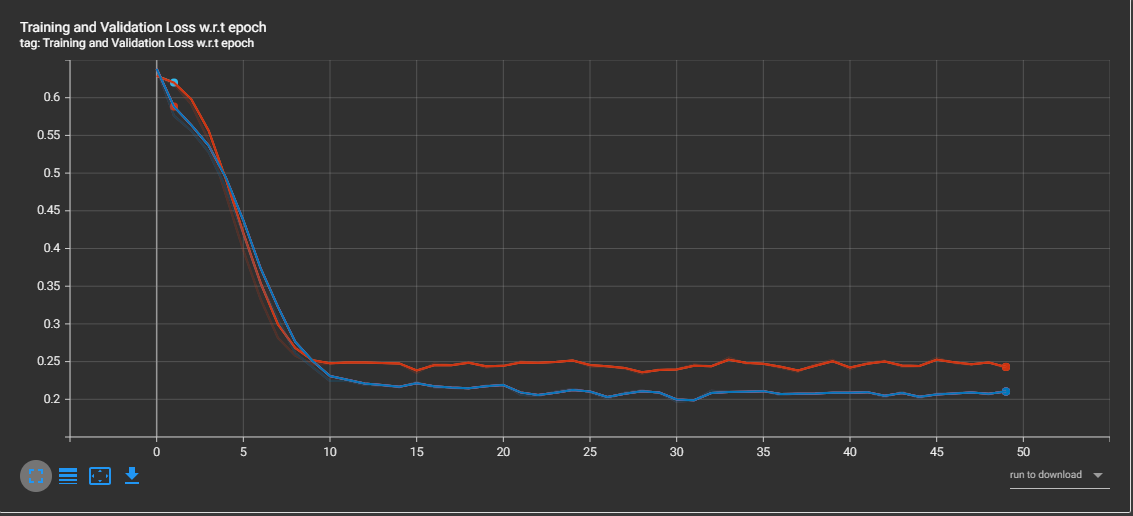 Training and Validation Loss w.r.t epoch
tag: Training and Validation Loss w.r.t epoch
0.6
0.55
0.5
0.45
0.4
0.35
0.3
0.25
0.2
0 5 10 15 20 25 30 35 40 45 50
run to download